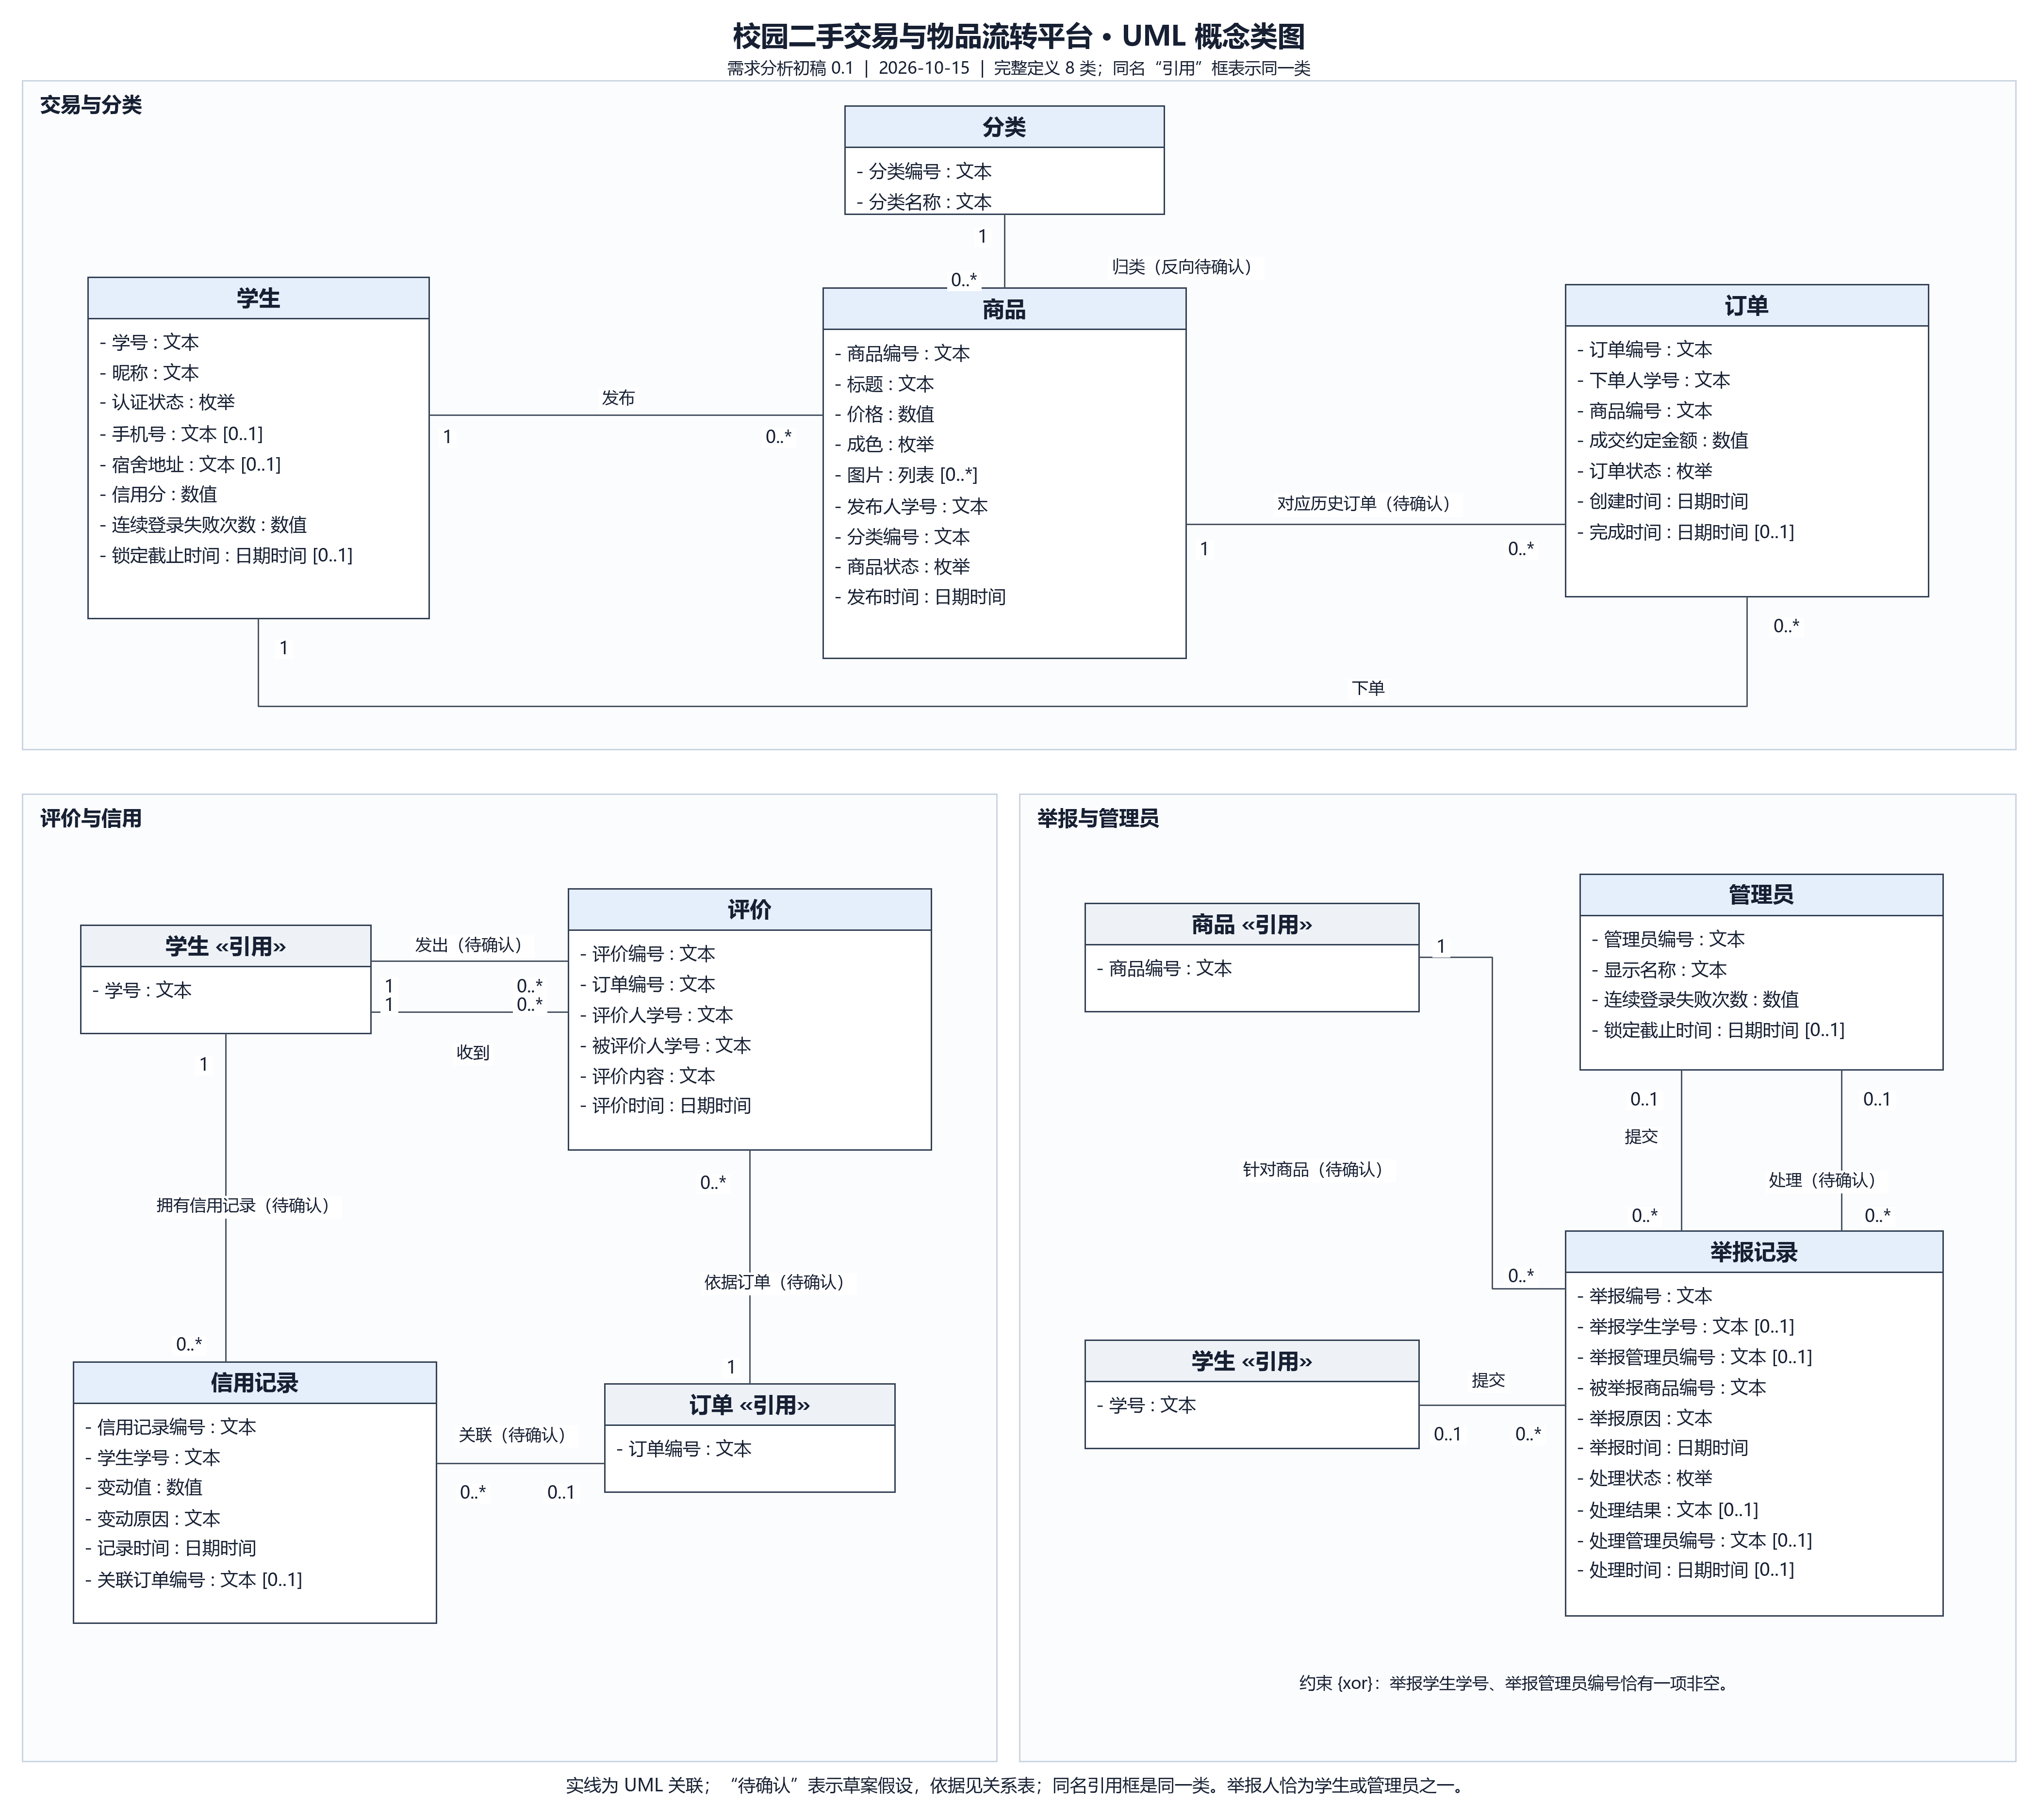 校园二手交易与物品流转平台 • UML 概念类图
需求分析初稿 0.1 | 2026-10-15 | 完整定义 8 类；同名“引用”框表示同一类
交易与分类
分类
- 分类编号 : 文本
- 分类名称 : 文本
1
0..*
归类（反向待确认）
学生
- 学号 : 文本
- 昵称 : 文本
- 认证状态 : 枚举
- 手机号 : 文本 [0..1]
- 宿舍地址 : 文本 [0..1]
- 信用分 : 数值
- 连续登录失败次数 : 数值
- 锁定截止时间 : 日期时间 [0..1]
发布
1
0..*
商品
- 商品编号 : 文本
- 标题 : 文本
- 价格 : 数值
- 成色 : 枚举
- 图片 : 列表 [0..*]
- 发布人学号 : 文本
- 分类编号 : 文本
- 商品状态 : 枚举
- 发布时间 : 日期时间
对应历史订单（待确认）
1
0..*
订单
- 订单编号 : 文本
- 下单人学号 : 文本
- 商品编号 : 文本
- 成交约定金额 : 数值
- 订单状态 : 枚举
- 创建时间 : 日期时间
- 完成时间 : 日期时间 [0..1]
1
0..*
下单
评价与信用
学生 «引用»
- 学号 : 文本
发出（待确认）
1
0..*
1
0..*
收到
评价
- 评价编号 : 文本
- 订单编号 : 文本
- 评价人学号 : 文本
- 被评价人学号 : 文本
- 评价内容 : 文本
- 评价时间 : 日期时间
1
拥有信用记录（待确认）
0..*
0..*
依据订单（待确认）
1
信用记录
- 信用记录编号 : 文本
- 学生学号 : 文本
- 变动值 : 数值
- 变动原因 : 文本
- 记录时间 : 日期时间
- 关联订单编号 : 文本 [0..1]
关联（待确认）
0..*
0..1
订单 «引用»
- 订单编号 : 文本
举报与管理员
商品 «引用»
- 商品编号 : 文本
1
针对商品（待确认）
0..*
管理员
- 管理员编号 : 文本
- 显示名称 : 文本
- 连续登录失败次数 : 数值
- 锁定截止时间 : 日期时间 [0..1]
0..1
提交
0..*
0..1
处理（待确认）
0..*
学生 «引用»
- 学号 : 文本
提交
0..1
0..*
举报记录
- 举报编号 : 文本
- 举报学生学号 : 文本 [0..1]
- 举报管理员编号 : 文本 [0..1]
- 被举报商品编号 : 文本
- 举报原因 : 文本
- 举报时间 : 日期时间
- 处理状态 : 枚举
- 处理结果 : 文本 [0..1]
- 处理管理员编号 : 文本 [0..1]
- 处理时间 : 日期时间 [0..1]
约束 {xor}：举报学生学号、举报管理员编号恰有一项非空。
实线为 UML 关联；“待确认”表示草案假设，依据见关系表；同名引用框是同一类。举报人恰为学生或管理员之一。